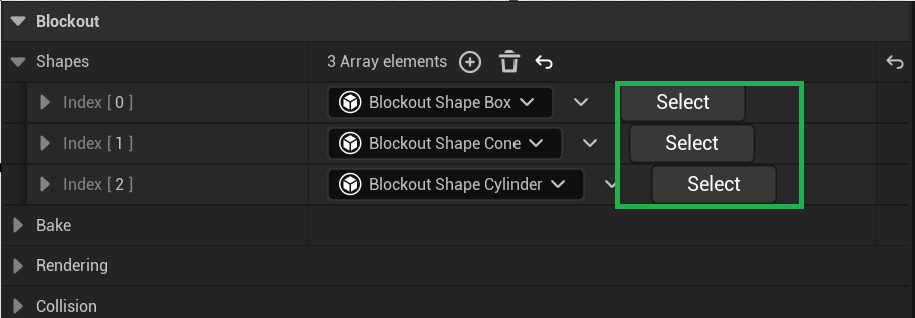 Blockout
Shapes 3 Array elements
Index [ 0 ] Blockout Shape Box Select
Index [ 1 ] Blockout Shape Cone Select
Index [ 2 ] Blockout Shape Cylinder Select
Bake
Rendering
Collision